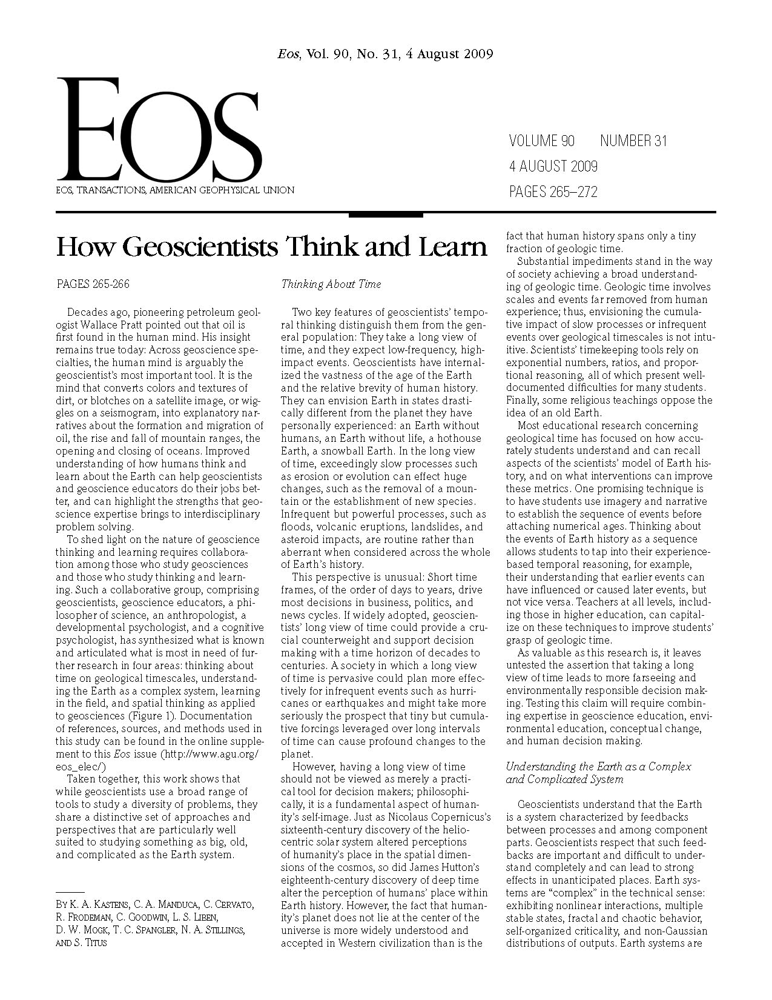 Eos, Vol. 90, No. 31, 4 August 2009
EOS
EOS, TRANSACTIONS, AMERICAN GEOPHYSICAL UNION
VOLUME 90 NUMBER 31
4 AUGUST 2009
PAGES 265–272
How Geoscientists Think and Learn
PAGES 265-266
Decades ago, pioneering petroleum geol-
ogist Wallace Pratt pointed out that oil is
first found in the human mind. His insight
remains true today: Across geoscience spe-
cialties, the human mind is arguably the
geoscientist's most important tool. It is the
mind that converts colors and textures of
dirt, or blotches on a satellite image, or wig-
gles on a seismogram, into explanatory nar-
ratives about the formation and migration of
oil, the rise and fall of mountain ranges, the
opening and closing of oceans. Improved
understanding of how humans think and
learn about the Earth can help geoscientists
and geoscience educators do their jobs bet-
ter, and can highlight the strengths that geo-
science expertise brings to interdisciplinary
problem solving.
To shed light on the nature of geoscience
thinking and learning requires collabora-
tion among those who study geosciences
and those who study thinking and learn-
ing. Such a collaborative group, comprising
geoscientists, geoscience educators, a phi-
losopher of science, an anthropologist, a
developmental psychologist, and a cognitive
psychologist, has synthesized what is known
and articulated what is most in need of fur-
ther research in four areas: thinking about
time on geological timescales, understand-
ing the Earth as a complex system, learning
in the field, and spatial thinking as applied
to geosciences (Figure 1). Documentation
of references, sources, and methods used in
this study can be found in the online supple-
ment to this Eos issue (http://www.agu.org/
eos_elec/)
Taken together, this work shows that
while geoscientists use a broad range of
tools to study a diversity of problems, they
share a distinctive set of approaches and
perspectives that are particularly well
suited to studying something as big, old,
and complicated as the Earth system.
BY K. A. KASTENS, C. A. MANDUCA, C. CERVATO,
R. FRODEMAN, C. GOODWIN, L. S. LIBEN,
D. W. MOGK, T. C. SPANGLER, N. A. STILLINGS,
AND S. TITUS
Thinking About Time
Two key features of geoscientists' tempo-
ral thinking distinguish them from the gen-
eral population: They take a long view of
time, and they expect low-frequency, high-
impact events. Geoscientists have internal-
ized the vastness of the age of the Earth
and the relative brevity of human history.
They can envision Earth in states drasti-
cally different from the planet they have
personally experienced: an Earth without
humans, an Earth without life, a hothouse
Earth, a snowball Earth. In the long view
of time, exceedingly slow processes such
as erosion or evolution can effect huge
changes, such as the removal of a moun-
tain or the establishment of new species.
Infrequent but powerful processes, such as
floods, volcanic eruptions, landslides, and
asteroid impacts, are routine rather than
aberrant when considered across the whole
of Earth's history.
This perspective is unusual: Short time
frames, of the order of days to years, drive
most decisions in business, politics, and
news cycles. If widely adopted, geoscien-
tists' long view of time could provide a cru-
cial counterweight and support decision
making with a time horizon of decades to
centuries. A society in which a long view
of time is pervasive could plan more effec-
tively for infrequent events such as hurri-
canes or earthquakes and might take more
seriously the prospect that tiny but cumula-
tive forcings leveraged over long intervals
of time can cause profound changes to the
planet.
However, having a long view of time
should not be viewed as merely a practi-
cal tool for decision makers; philosophi-
cally, it is a fundamental aspect of human-
ity's self-image. Just as Nicolaus Copernicus's
sixteenth-century discovery of the helio-
centric solar system altered perceptions
of humanity's place in the spatial dimen-
sions of the cosmos, so did James Hutton's
eighteenth-century discovery of deep time
alter the perception of humans' place within
Earth history. However, the fact that human-
ity's planet does not lie at the center of the
universe is more widely understood and
accepted in Western civilization than is the
fact that human history spans only a tiny
fraction of geologic time.
Substantial impediments stand in the way
of society achieving a broad understand-
ing of geologic time. Geologic time involves
scales and events far removed from human
experience; thus, envisioning the cumula-
tive impact of slow processes or infrequent
events over geological timescales is not intu-
itive. Scientists' timekeeping tools rely on
exponential numbers, ratios, and propor-
tional reasoning, all of which present well-
documented difficulties for many students.
Finally, some religious teachings oppose the
idea of an old Earth.
Most educational research concerning
geological time has focused on how accu-
rately students understand and can recall
aspects of the scientists' model of Earth his-
tory, and on what interventions can improve
these metrics. One promising technique is
to have students use imagery and narrative
to establish the sequence of events before
attaching numerical ages. Thinking about
the events of Earth history as a sequence
allows students to tap into their experience-
based temporal reasoning, for example,
their understanding that earlier events can
have influenced or caused later events, but
not vice versa. Teachers at all levels, includ-
ing those in higher education, can capital-
ize on these techniques to improve students'
grasp of geologic time.
As valuable as this research is, it leaves
untested the assertion that taking a long
view of time leads to more farseeing and
environmentally responsible decision mak-
ing. Testing this claim will require combin-
ing expertise in geoscience education, envi-
ronmental education, conceptual change,
and human decision making.
Understanding the Earth as a Complex
and Complicated System
Geoscientists understand that the Earth
is a system characterized by feedbacks
between processes and among component
parts. Geoscientists respect that such feed-
backs are important and difficult to under-
stand completely and can lead to strong
effects in unanticipated places. Earth sys-
tems are “complex” in the technical sense:
exhibiting nonlinear interactions, multiple
stable states, fractal and chaotic behavior,
self-organized criticality, and non-Gaussian
distributions of outputs. Earth systems are